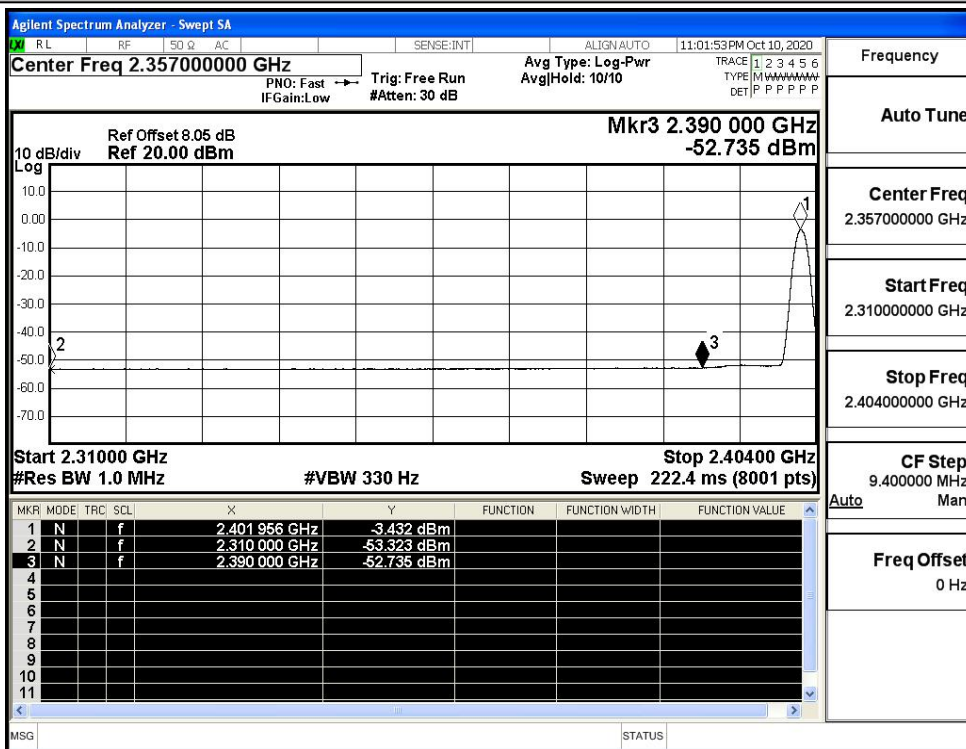 Agilent Spectrum Analyzer - Swept SA
LXI RL RF 50 Ω AC SENSE:INT ALIGN AUTO 11:01:53 PM Oct 10, 2020
Center Freq 2.357000000 GHz
PNO: Fast
IFGain:Low
Trig: Free Run
#Atten: 30 dB
Avg Type: Log-Pwr
Avg|Hold: 10/10
TRACE 1 2 3 4 5 6
TYPE M W W W W W
DET P P P P P P
Ref Offset 8.05 dB
10 dB/div Ref 20.00 dBm
Log
Mkr3 2.390 000 GHz
-52.735 dBm
10.0
0.00
-10.0
-20.0
-30.0
-40.0
-50.0
-60.0
-70.0
1
2
3
Start 2.31000 GHz Stop 2.40400 GHz
#Res BW 1.0 MHz #VBW 330 Hz Sweep 222.4 ms (8001 pts)
MKR MODE TRC SCL X Y FUNCTION FUNCTION WIDTH FUNCTION VALUE
1 N f 2.401 956 GHz -3.432 dBm
2 N f 2.310 000 GHz -53.323 dBm
3 N f 2.390 000 GHz -52.735 dBm
4
5
6
7
8
9
10
11
MSG STATUS
Frequency
Auto Tune
Center Freq
2.357000000 GHz
Start Freq
2.310000000 GHz
Stop Freq
2.404000000 GHz
CF Step
9.400000 MHz
Auto Man
Freq Offset
0 Hz